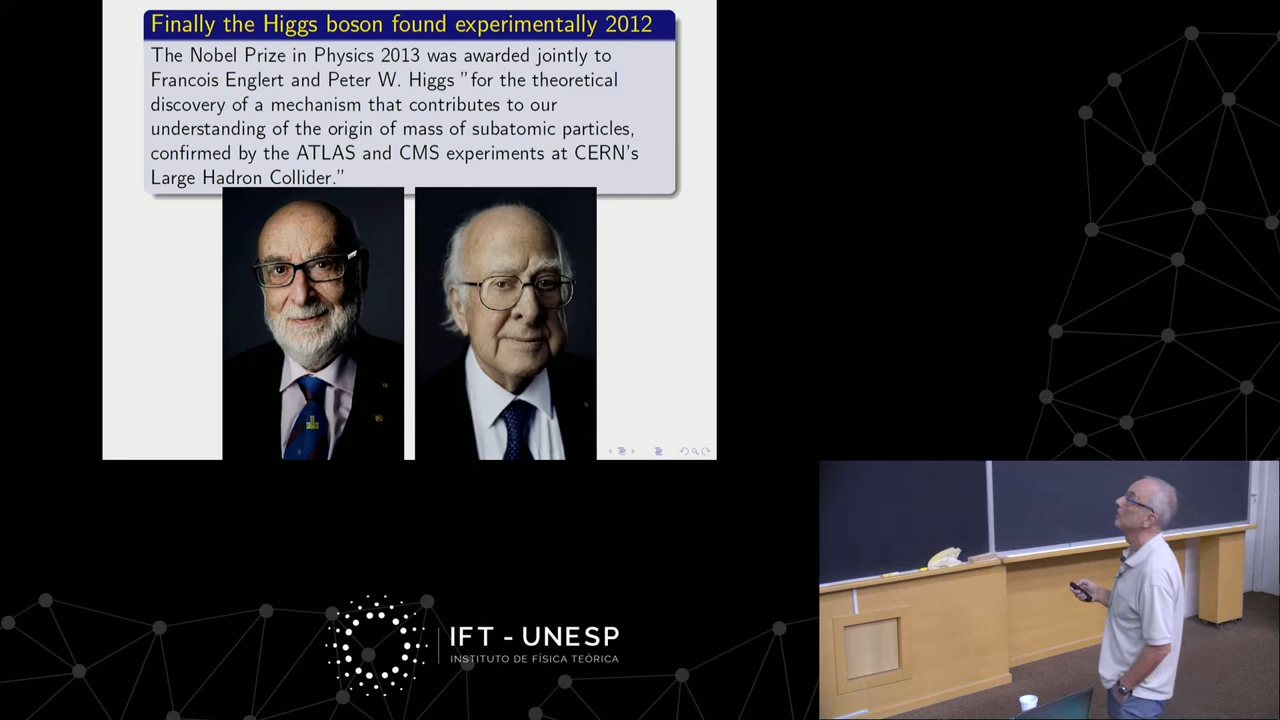 Finally the Higgs boson found experimentally 2012
The Nobel Prize in Physics 2013 was awarded jointly to
Francois Englert and Peter W. Higgs ”for the theoretical
discovery of a mechanism that contributes to our
understanding of the origin of mass of subatomic particles,
confirmed by the ATLAS and CMS experiments at CERN’s
Large Hadron Collider.”
IFT - UNESP
INSTITUTO DE FÍSICA TEÓRICA